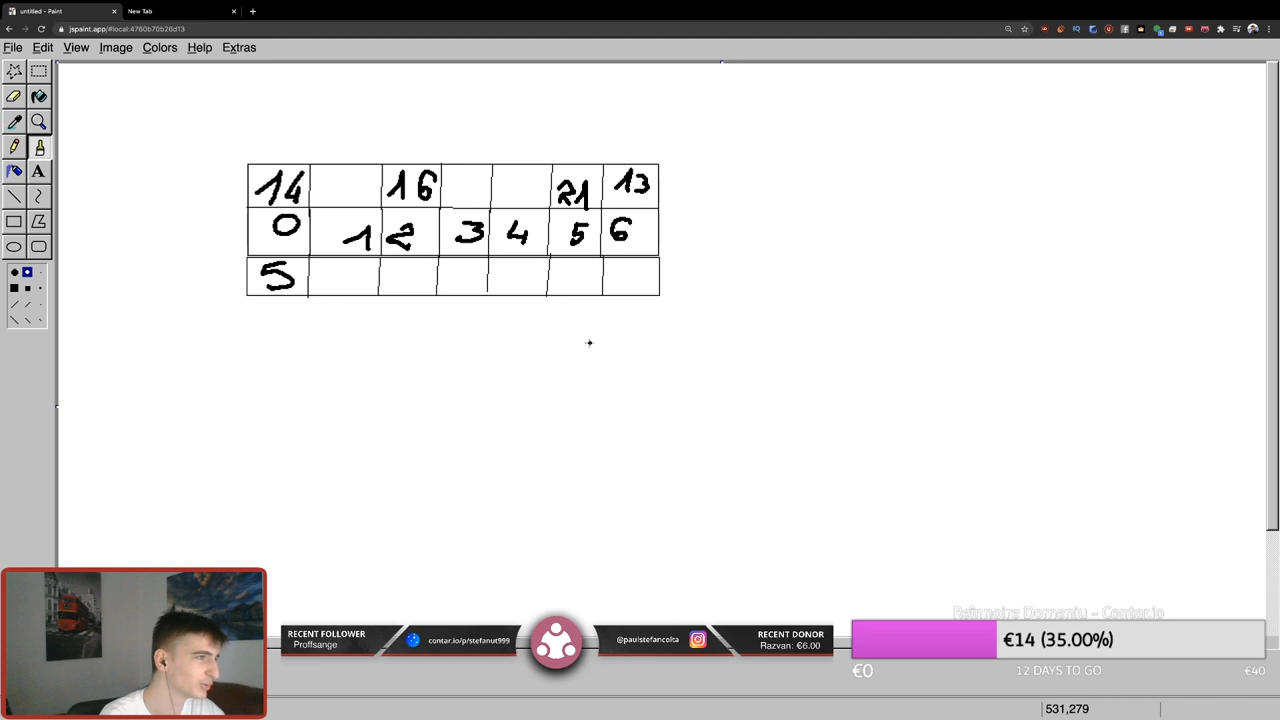 untitled - Paint
New Tab
jspaint.app/#local:4760b70b26d13
File Edit View Image Colors Help Extras
14 16 21 13
0 1 2 3 4 5 6
5
RECENT FOLLOWER
Proffsange
contar.io/p/stefanut999
@paulstefancolta
RECENT DONOR
Razvan: €6.00
€14 (35.00%)
€0 12 DAYS TO GO €40
531,279